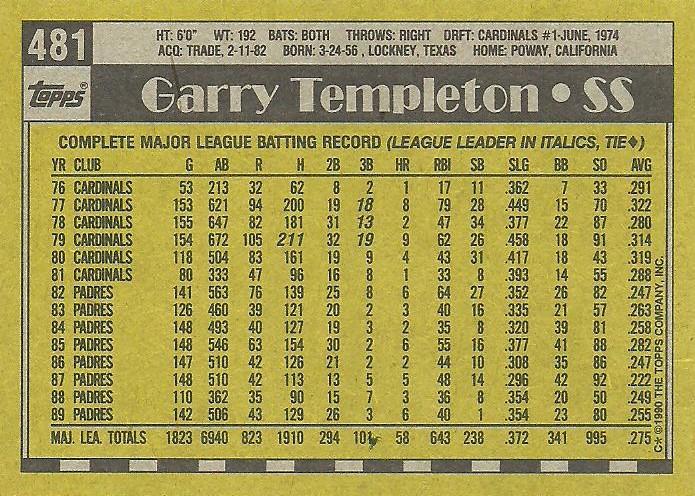 481
HT: 6'0" WT: 192 BATS: BOTH THROWS: RIGHT DRFT: CARDINALS #1-JUNE, 1974
ACQ: TRADE, 2-11-82 BORN: 3-24-56 , LOCKNEY, TEXAS HOME: POWAY, CALIFORNIA
Topps®
Garry Templeton • SS
COMPLETE MAJOR LEAGUE BATTING RECORD (LEAGUE LEADER IN ITALICS, TIE♦)
YR CLUB G AB R H 2B 3B HR RBI SB SLG BB SO AVG
76 CARDINALS 53 213 32 62 8 2 1 17 11 .362 7 33 .291
77 CARDINALS 153 621 94 200 19 18 8 79 28 .449 15 70 .322
78 CARDINALS 155 647 82 181 31 13 2 47 34 .377 22 87 .280
79 CARDINALS 154 672 105 211 32 19 9 62 26 .458 18 91 .314
80 CARDINALS 118 504 83 161 19 9 4 43 31 .417 18 43 .319
81 CARDINALS 80 333 47 96 16 8 1 33 8 .393 14 55 .288
82 PADRES 141 563 76 139 25 8 6 64 27 .352 26 82 .247
83 PADRES 126 460 39 121 20 2 3 40 16 .335 21 57 .263
84 PADRES 148 493 40 127 19 3 2 35 8 .320 39 81 .258
85 PADRES 148 546 63 154 30 2 6 55 16 .377 41 88 .282
86 PADRES 147 510 42 126 21 2 2 44 10 .308 35 86 .247
87 PADRES 148 510 42 113 13 5 5 48 14 .296 42 92 .222
88 PADRES 110 362 35 90 15 7 3 36 8 .354 20 50 .249
89 PADRES 142 506 43 129 26 3 6 40 1 .354 23 80 .255
MAJ. LEA. TOTALS 1823 6940 823 1910 294 101 58 643 238 .372 341 995 .275
C* ©1990 THE TOPPS COMPANY, INC.